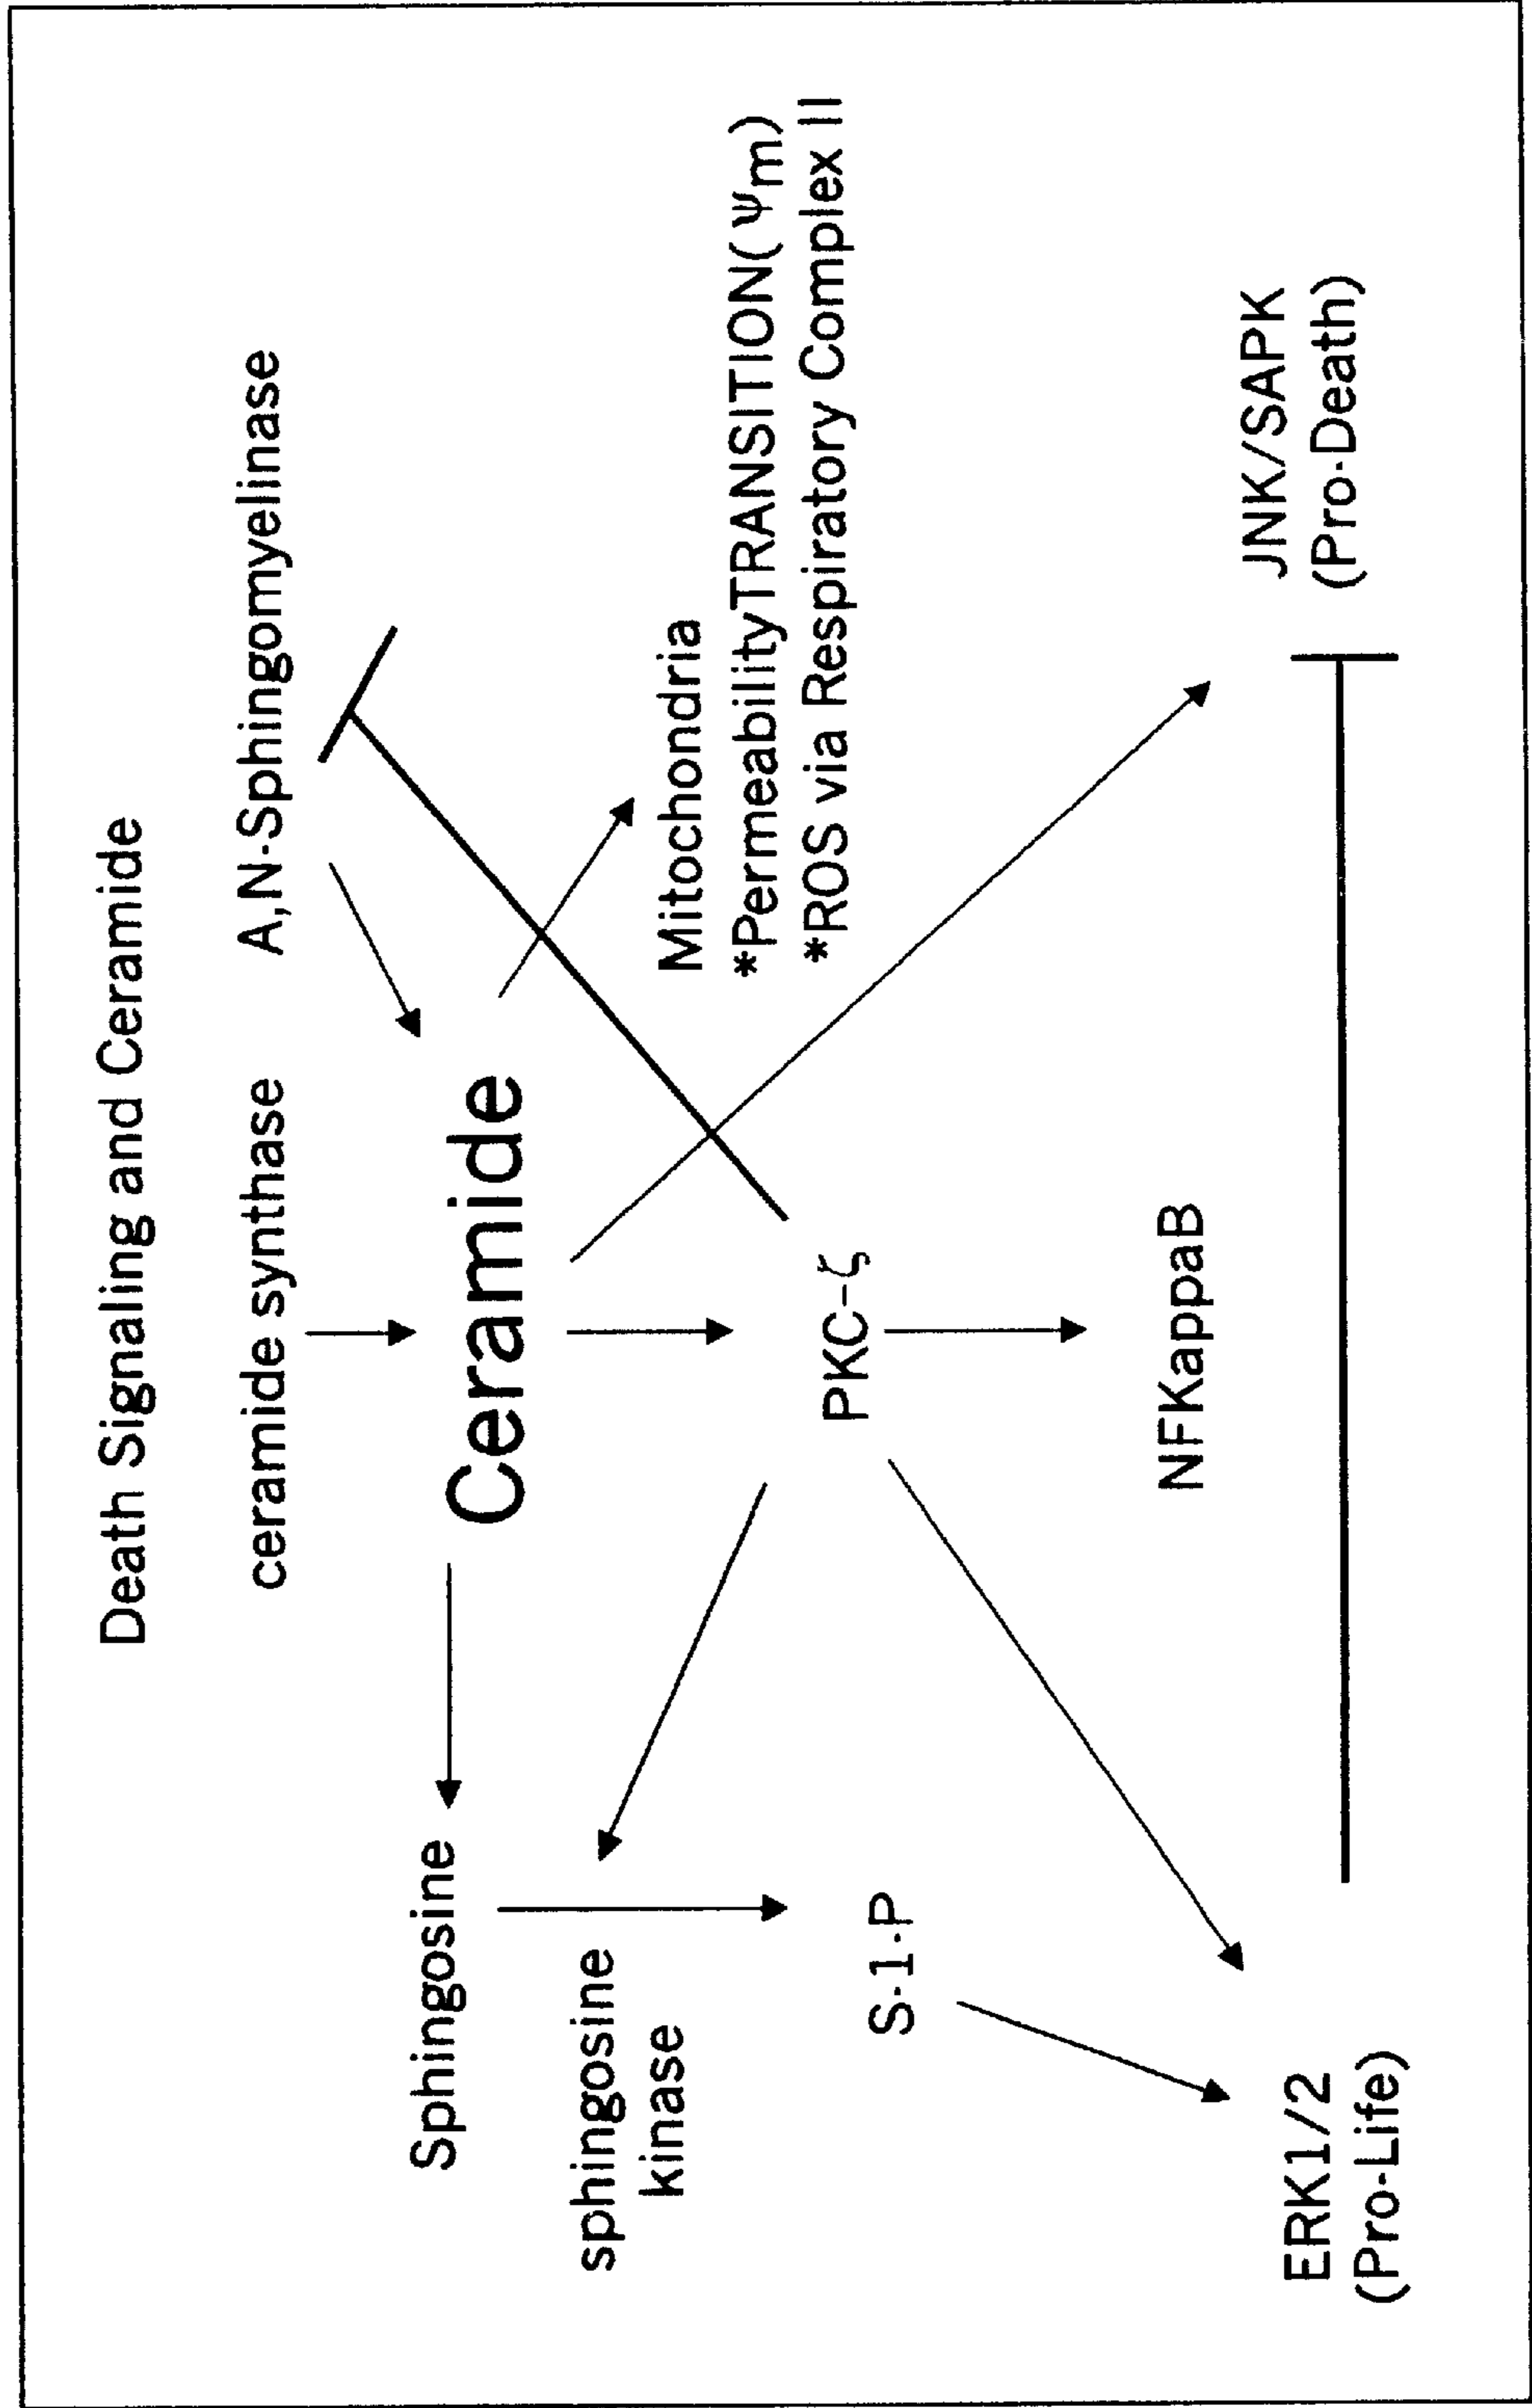 Death Signaling and Ceramide
ceramide synthase
A,N-Sphingomyelinase
Sphingosine
Ceramide
sphingosine
kinase
Mitochondria
*PermeabilityTRANSITION(ψm)
*ROS via Respiratory Complex II
S-1-P
PKC-ζ
NFKappaB
ERK1/2
(Pro-Life)
JNK/SAPK
(Pro-Death)